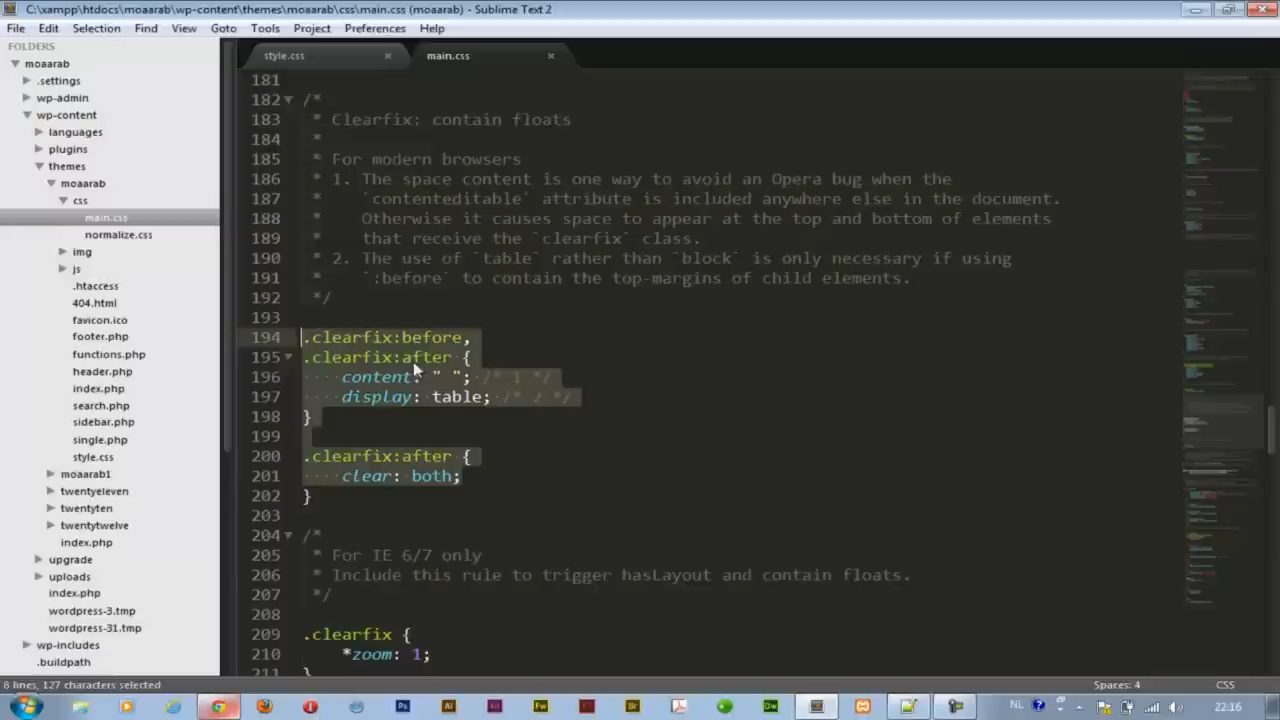 C:\xampp\htdocs\moaarab\wp-content\themes\moaarab\css\main.css (moaarab) - Sublime Text 2
File Edit Selection Find View Goto Tools Project Preferences Help
FOLDERS
moaarab
.settings
wp-admin
wp-content
languages
plugins
themes
moaarab
css
main.css
normalize.css
img
js
.htaccess
404.html
favicon.ico
footer.php
functions.php
header.php
index.php
search.php
sidebar.php
single.php
style.css
moaarab1
twentyeleven
twentyten
twentytwelve
index.php
upgrade
uploads
index.php
wordpress-3.tmp
wordpress-31.tmp
wp-includes
.buildpath
style.css
main.css
181
182 /*
183 * Clearfix: contain floats
184 *
185 * For modern browsers
186 * 1. The space content is one way to avoid an Opera bug when the
187 * `contenteditable` attribute is included anywhere else in the document.
188 * Otherwise it causes space to appear at the top and bottom of elements
189 * that receive the `clearfix` class.
190 * 2. The use of `table` rather than `block` is only necessary if using
191 * `:before` to contain the top-margins of child elements.
192 */
193
194 .clearfix:before,
195 .clearfix:after {
196 content: " "; /* 1 */
197 display: table; /* 2 */
198 }
199
200 .clearfix:after {
201 clear: both;
202 }
203
204 /*
205 * For IE 6/7 only
206 * Include this rule to trigger hasLayout and contain floats.
207 */
208
209 .clearfix {
210 *zoom: 1;
211 }
8 lines, 127 characters selected
Spaces: 4
CSS
Ps Ai Fw Br Dw
NL
22:16